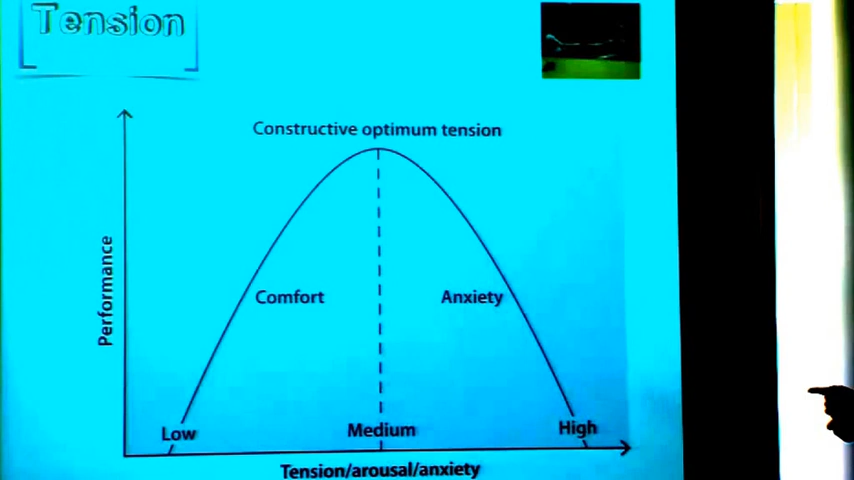 Tension
Constructive optimum tension
Performance
Comfort
Anxiety
Low
Medium
High
Tension/arousal/anxiety